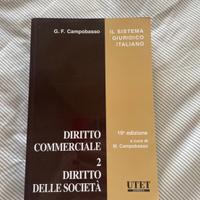 G. F. Campobasso
IL SISTEMA
GIURIDICO
ITALIANO
10ª edizione
a cura di
M. Campobasso
DIRITTO
COMMERCIALE
2
DIRITTO
DELLE SOCIETÀ
UTET